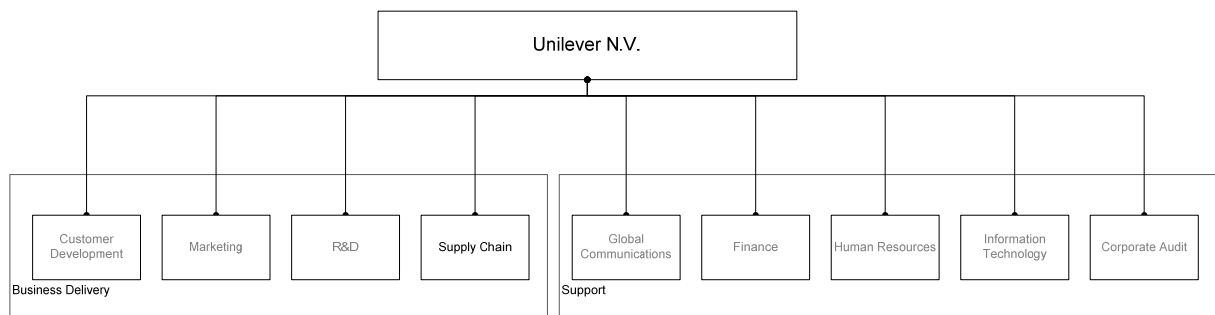 Unilever N.V.
Customer
Development
Marketing
R&D
Supply Chain
Business Delivery
Global
Communications
Finance
Human Resources
Information
Technology
Corporate Audit
Support